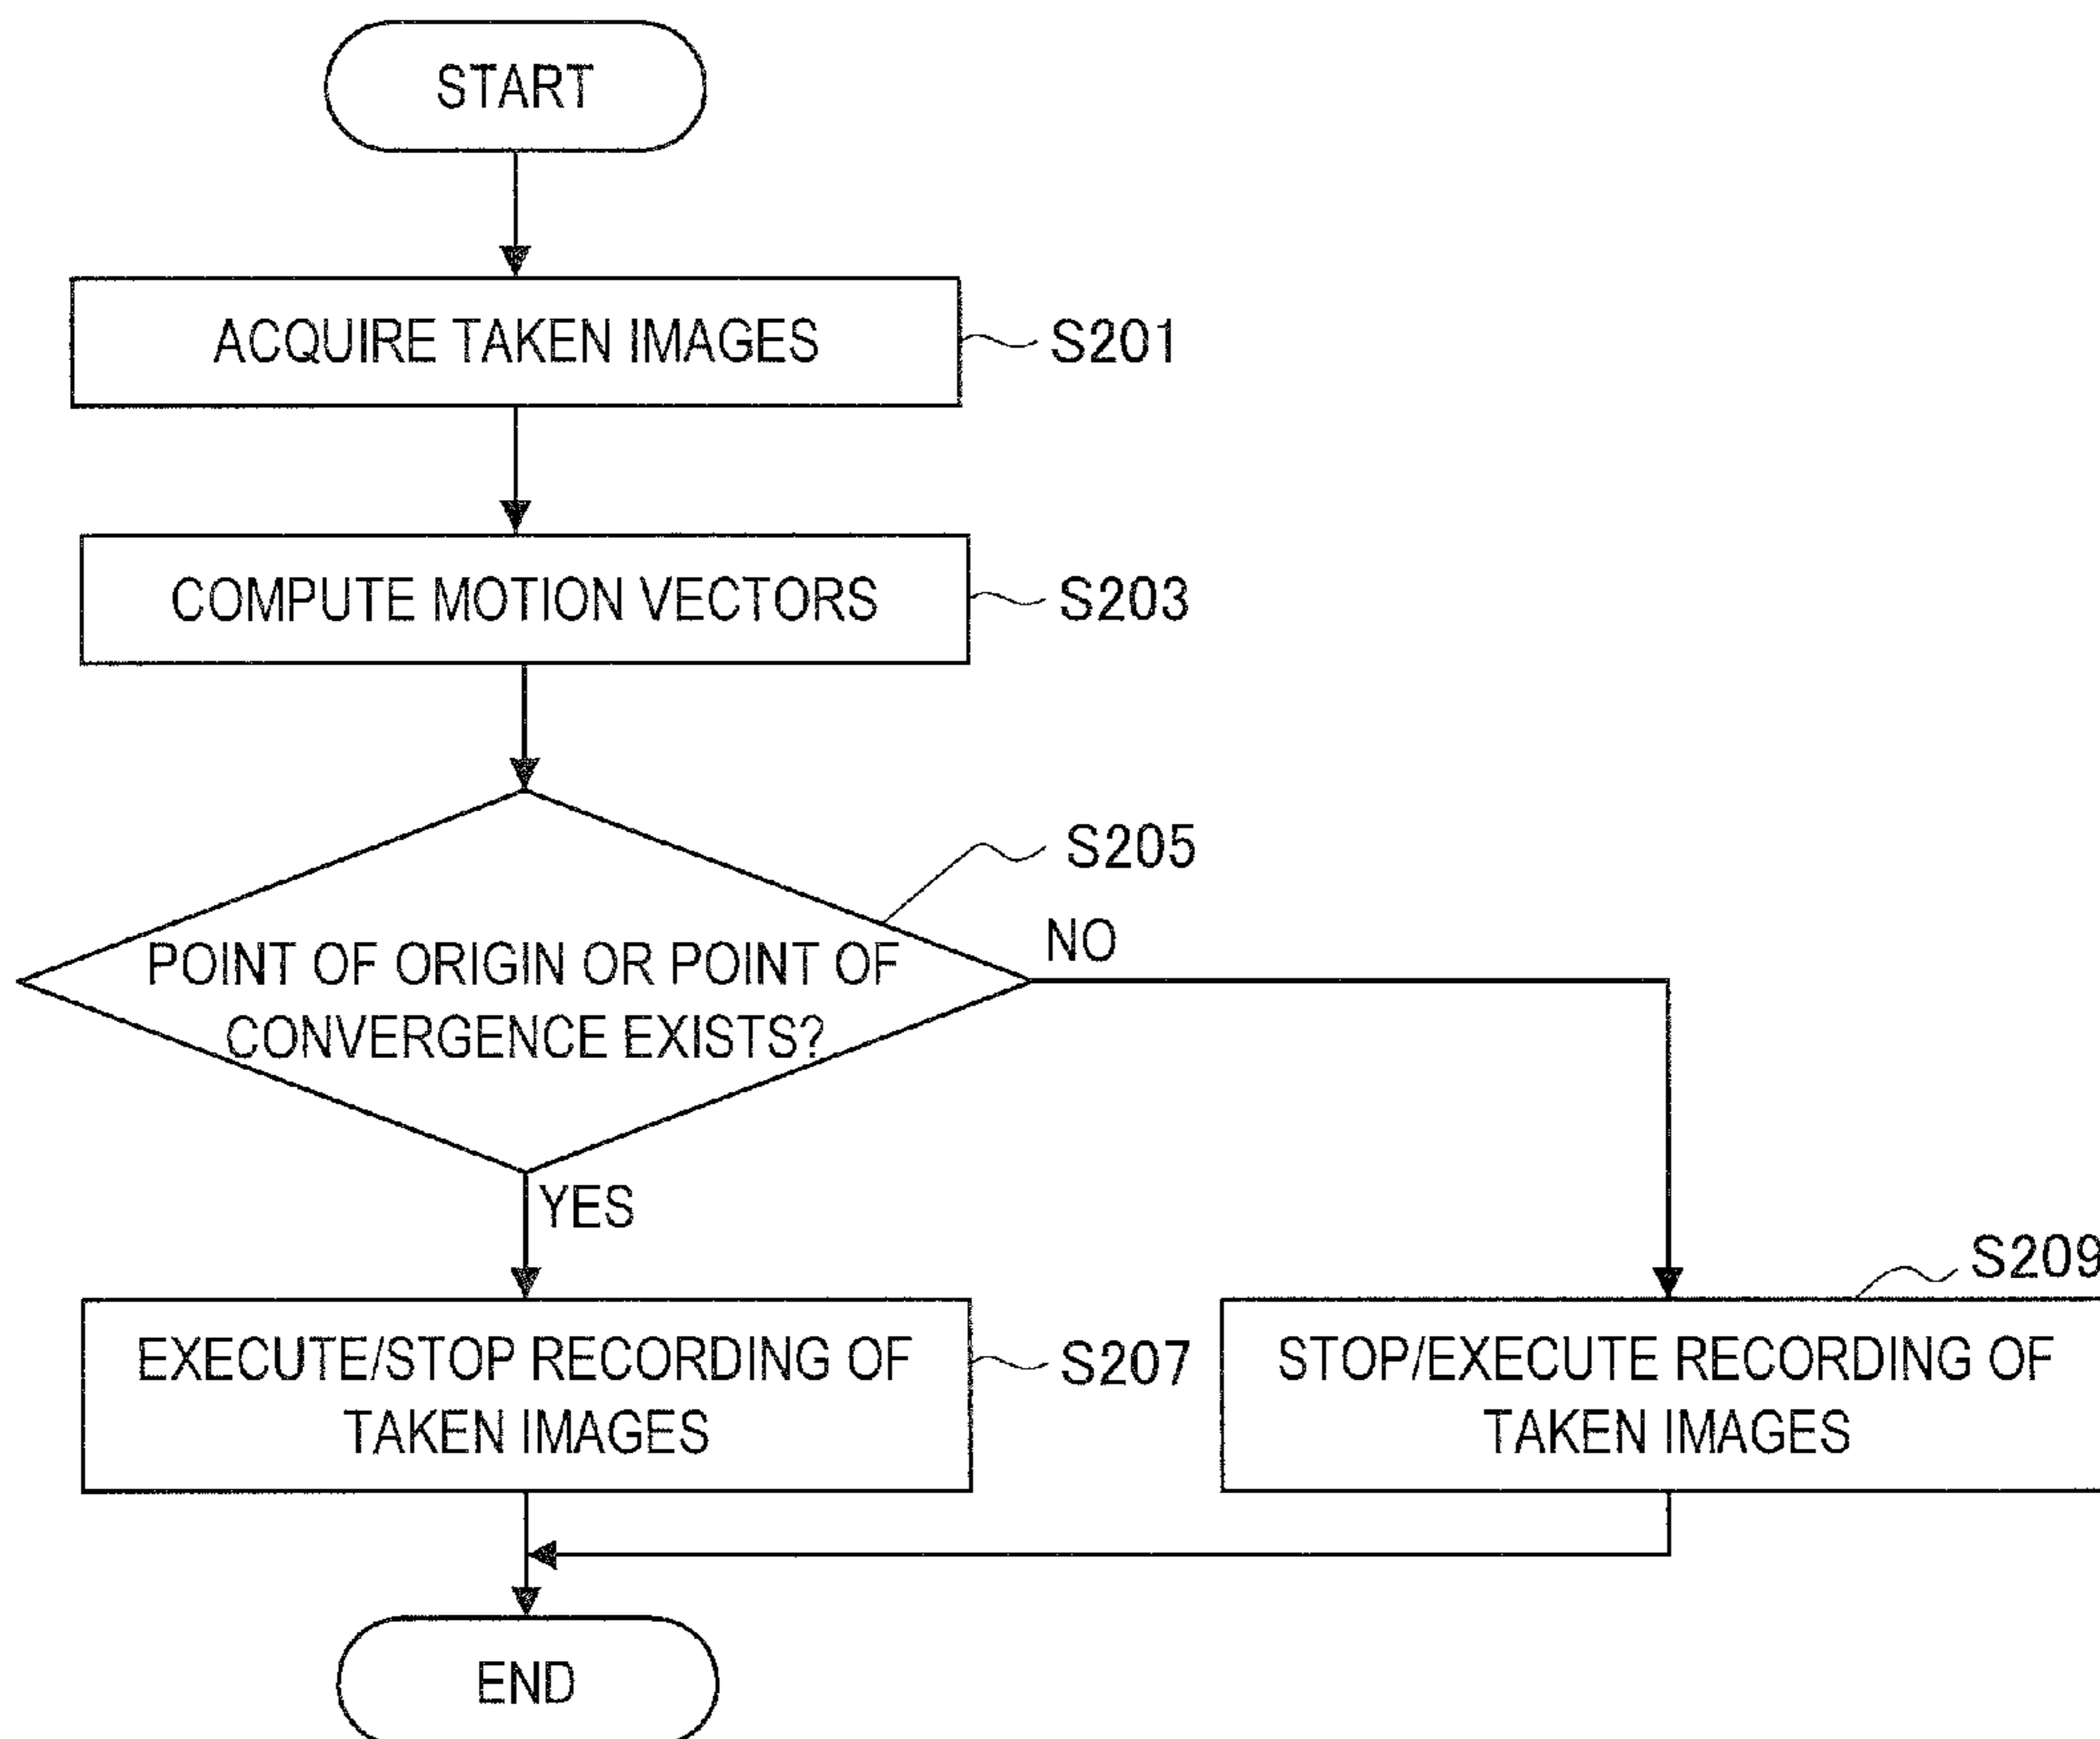 START
ACQUIRE TAKEN IMAGES
S201
COMPUTE MOTION VECTORS
S203
S205
POINT OF ORIGIN OR POINT OF
CONVERGENCE EXISTS?
NO
YES
EXECUTE/STOP RECORDING OF
TAKEN IMAGES
S207
S209
STOP/EXECUTE RECORDING OF
TAKEN IMAGES
END